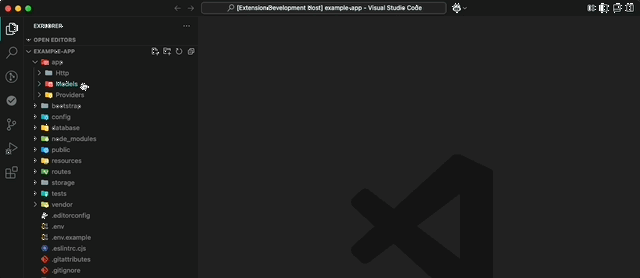 [Extension Development Host] example-app - Visual Studio Code
EXPLORER
OPEN EDITORS
EXAMPLE-APP
app
Http
Models
Providers
bootstrap
config
database
node_modules
public
resources
routes
storage
tests
vendor
.editorconfig
.env
.env.example
.eslintrc.cjs
.gitattributes
.gitignore